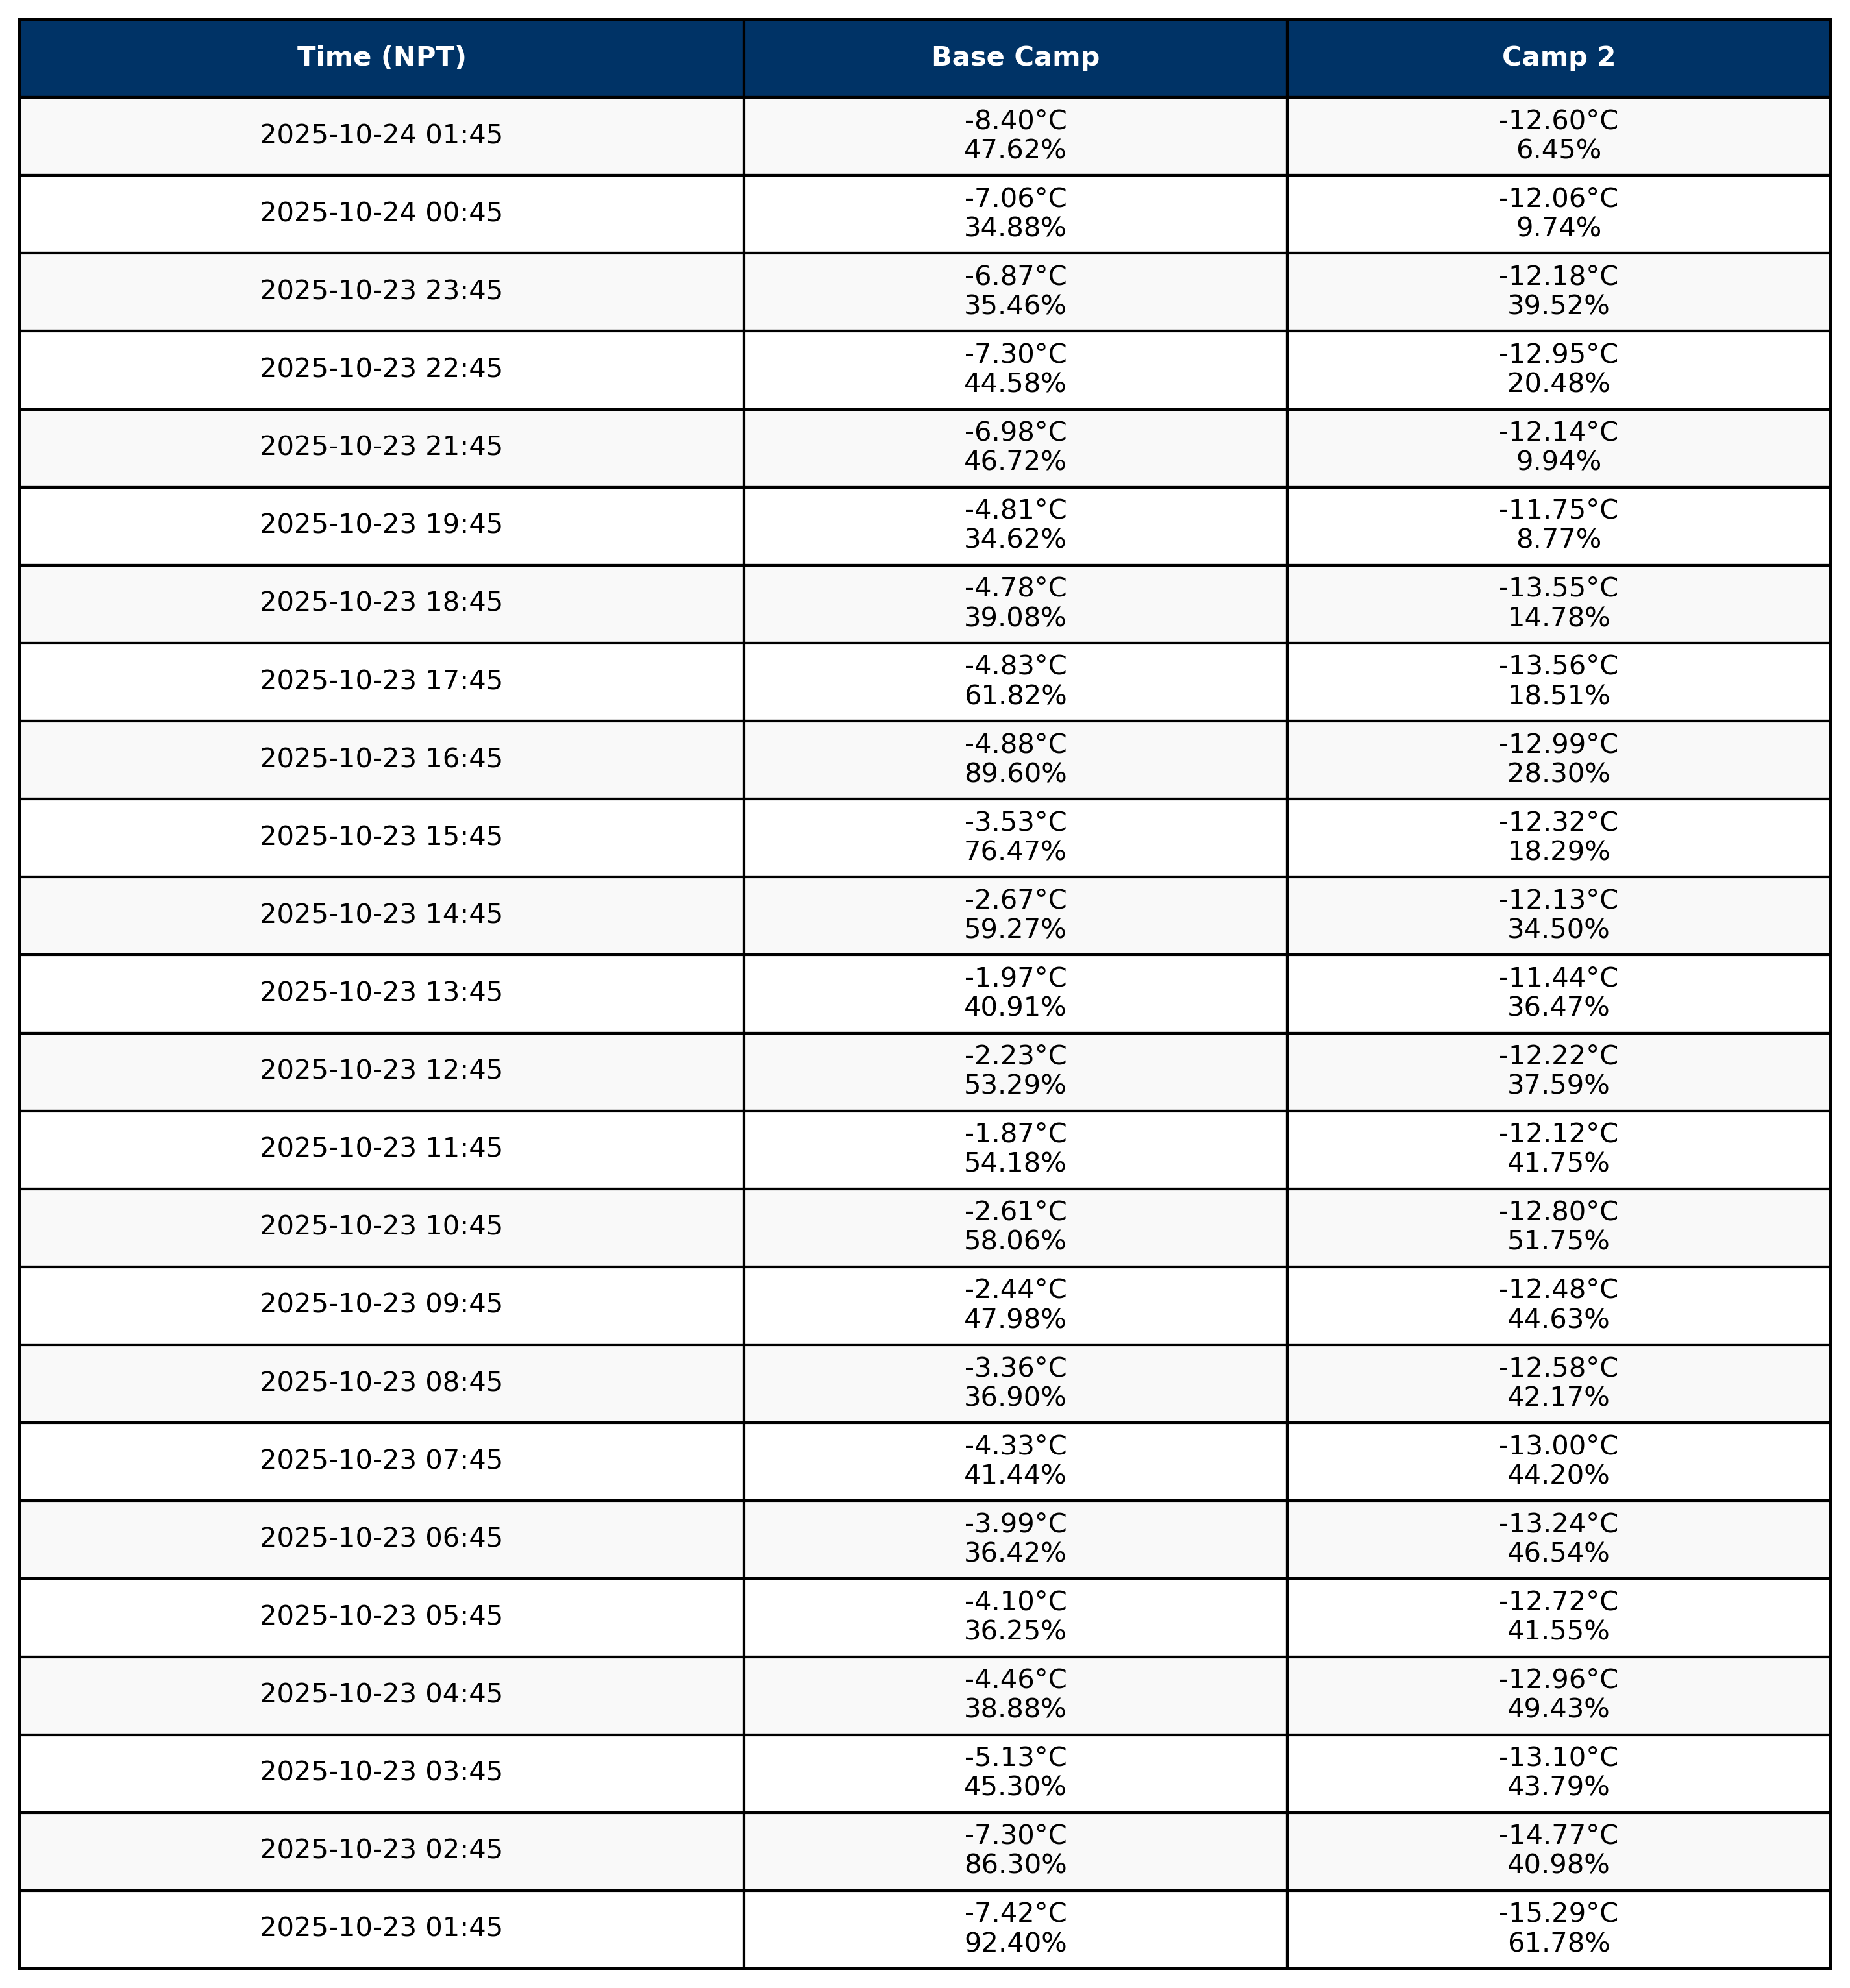 Time (NPT) Base Camp Camp 2
2025-10-24 01:45 -8.40°C -12.60°C
47.62% 6.45%
2025-10-24 00:45 -7.06°C -12.06°C
34.88% 9.74%
2025-10-23 23:45 -6.87°C -12.18°C
35.46% 39.52%
2025-10-23 22:45 -7.30°C -12.95°C
44.58% 20.48%
2025-10-23 21:45 -6.98°C -12.14°C
46.72% 9.94%
2025-10-23 19:45 -4.81°C -11.75°C
34.62% 8.77%
2025-10-23 18:45 -4.78°C -13.55°C
39.08% 14.78%
2025-10-23 17:45 -4.83°C -13.56°C
61.82% 18.51%
2025-10-23 16:45 -4.88°C -12.99°C
89.60% 28.30%
2025-10-23 15:45 -3.53°C -12.32°C
76.47% 18.29%
2025-10-23 14:45 -2.67°C -12.13°C
59.27% 34.50%
2025-10-23 13:45 -1.97°C -11.44°C
40.91% 36.47%
2025-10-23 12:45 -2.23°C -12.22°C
53.29% 37.59%
2025-10-23 11:45 -1.87°C -12.12°C
54.18% 41.75%
2025-10-23 10:45 -2.61°C -12.80°C
58.06% 51.75%
2025-10-23 09:45 -2.44°C -12.48°C
47.98% 44.63%
2025-10-23 08:45 -3.36°C -12.58°C
36.90% 42.17%
2025-10-23 07:45 -4.33°C -13.00°C
41.44% 44.20%
2025-10-23 06:45 -3.99°C -13.24°C
36.42% 46.54%
2025-10-23 05:45 -4.10°C -12.72°C
36.25% 41.55%
2025-10-23 04:45 -4.46°C -12.96°C
38.88% 49.43%
2025-10-23 03:45 -5.13°C -13.10°C
45.30% 43.79%
2025-10-23 02:45 -7.30°C -14.77°C
86.30% 40.98%
2025-10-23 01:45 -7.42°C -15.29°C
92.40% 61.78%